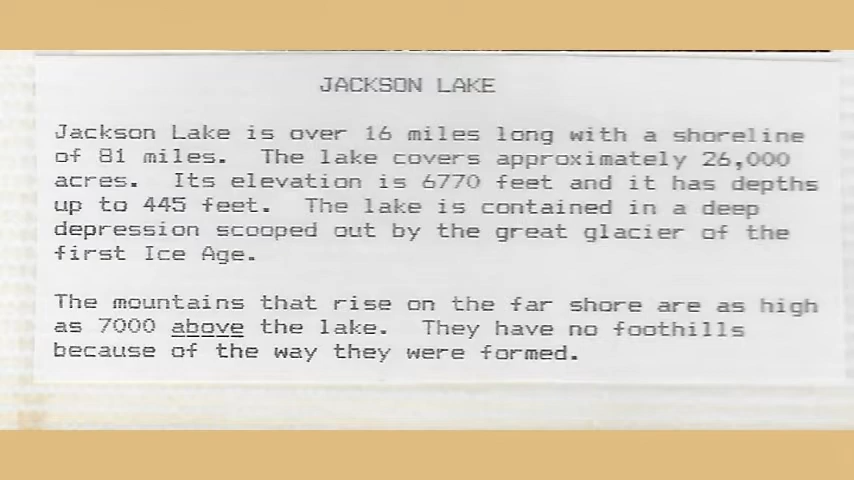 JACKSON LAKE
Jackson Lake is over 16 miles long with a shoreline
of 81 miles. The lake covers approximately 26,000
acres. Its elevation is 6770 feet and it has depths
up to 445 feet. The lake is contained in a deep
depression scooped out by the great glacier of the
first Ice Age.
The mountains that rise on the far shore are as high
as 7000 above the lake. They have no foothills
because of the way they were formed.